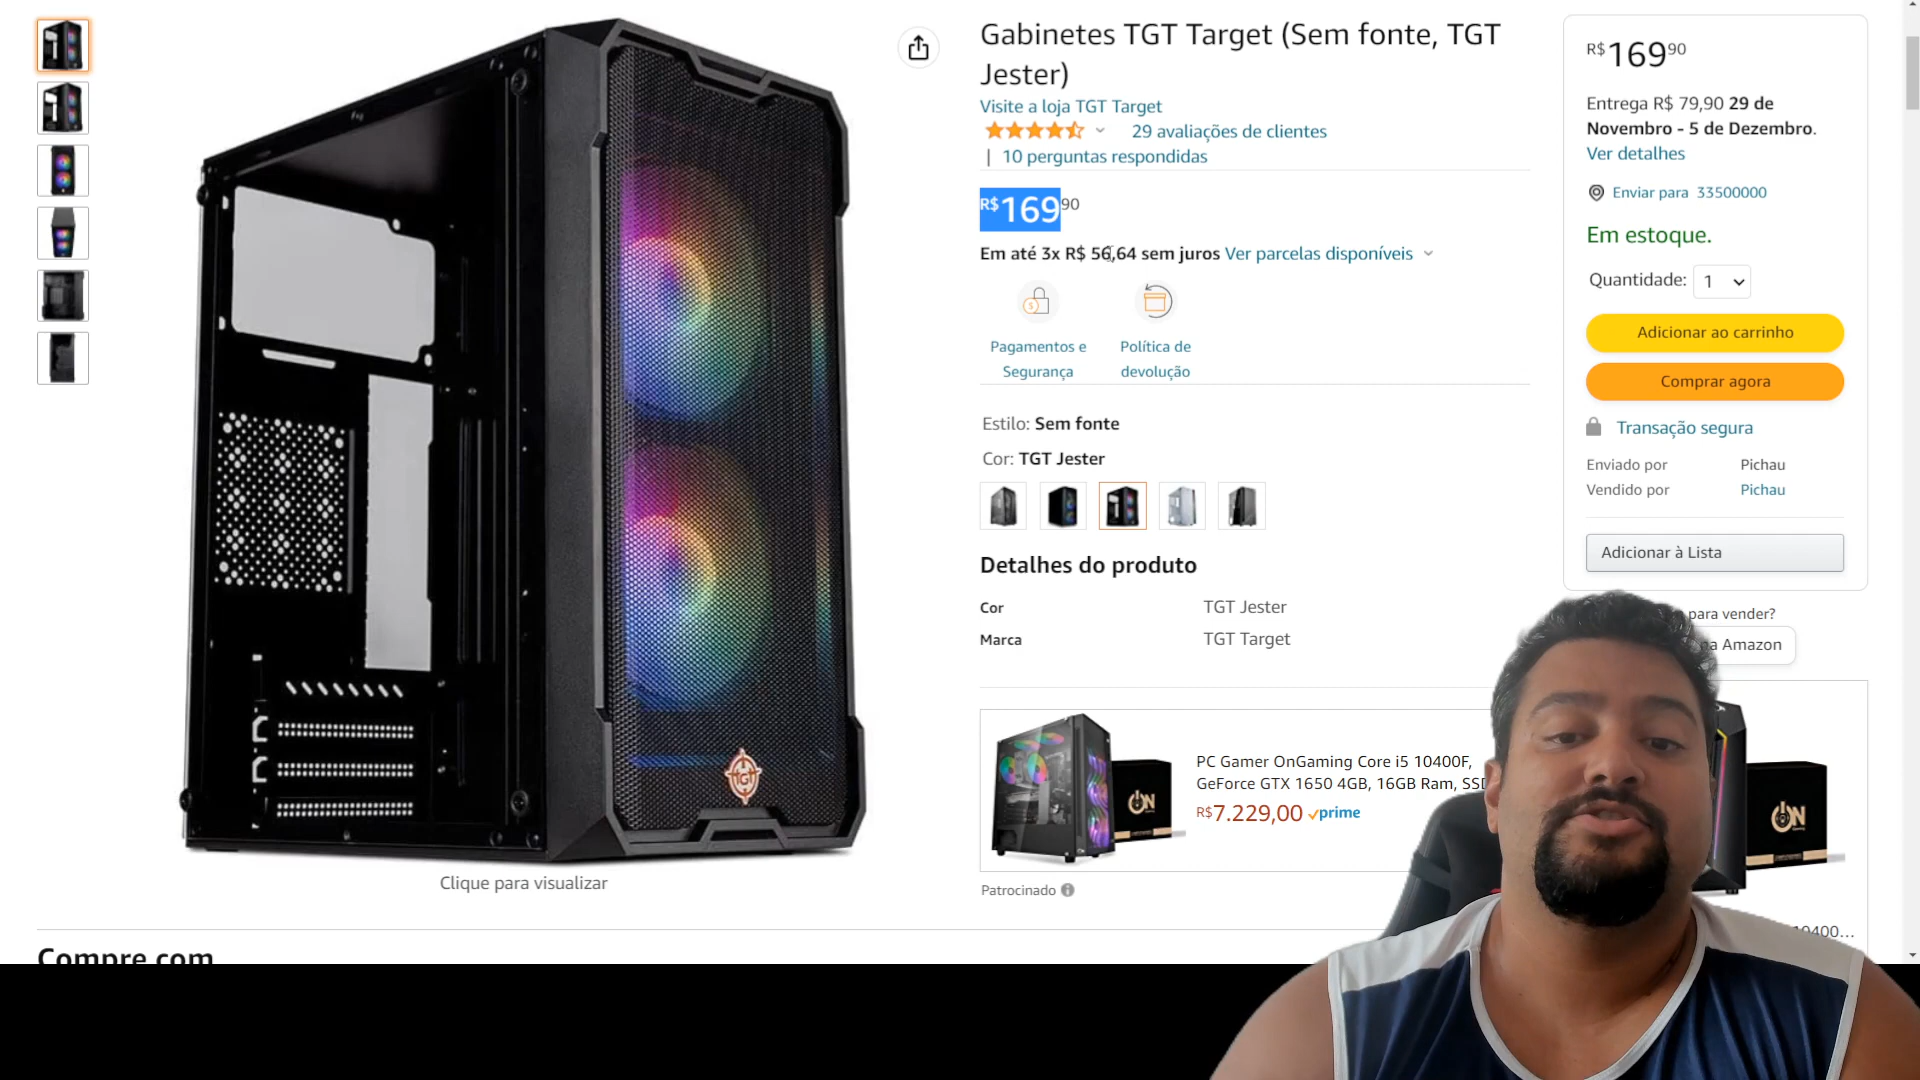 Gabinetes TGT Target (Sem fonte, TGT
Jester)
Visite a loja TGT Target
29 avaliações de clientes
| 10 perguntas respondidas
R$169 90
Em até 3x R$ 56,64 sem juros Ver parcelas disponíveis
Pagamentos e
Segurança
Política de
devolução
Estilo: Sem fonte
Cor: TGT Jester
Detalhes do produto
Cor TGT Jester
Marca TGT Target
PC Gamer OnGaming Core i5 10400F,
GeForce GTX 1650 4GB, 16GB Ram, SSD
R$7.229,00 prime
Patrocinado
TGT
Clique para visualizar
Compre com
R$169 90
Entrega R$ 79,90 29 de
Novembro - 5 de Dezembro.
Ver detalhes
Enviar para 33500000
Em estoque.
Quantidade: 1
Adicionar ao carrinho
Comprar agora
Transação segura
Enviado por Pichau
Vendido por Pichau
Adicionar à Lista
para vender?
na Amazon
ON
ON
10400...